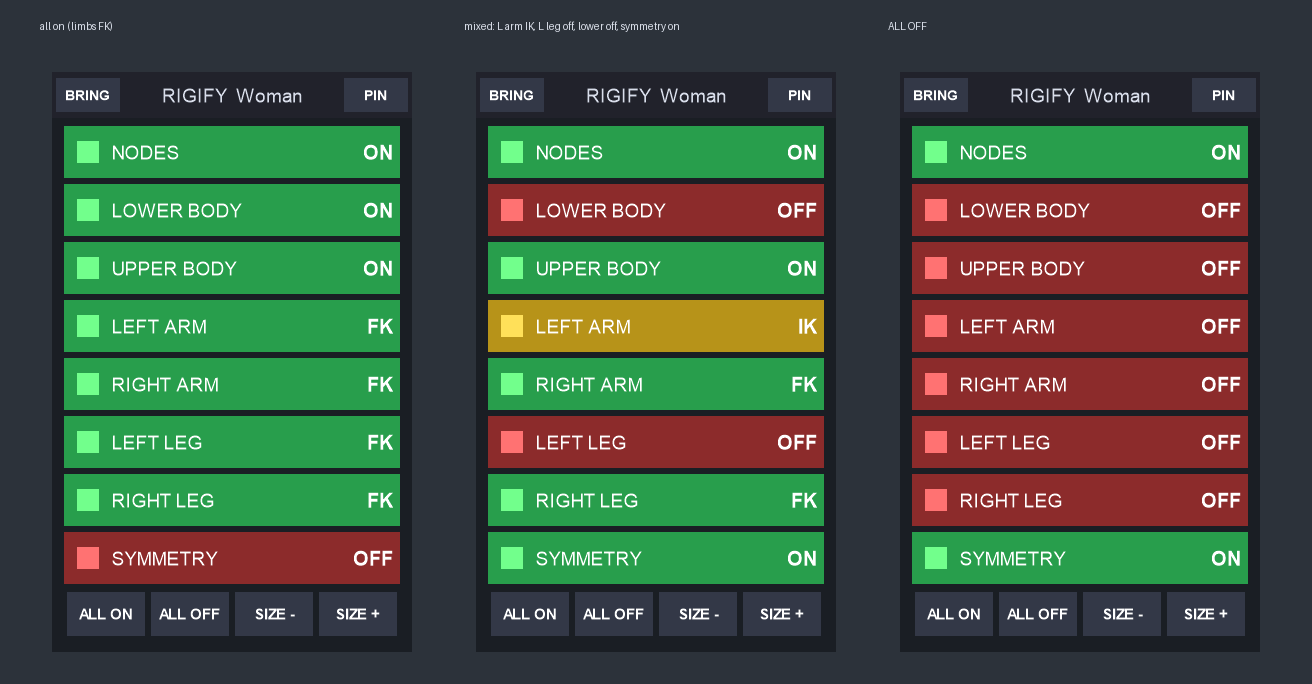 all on (limbs FK)
BRING RIGIFY Woman PIN
NODES ON
LOWER BODY ON
UPPER BODY ON
LEFT ARM FK
RIGHT ARM FK
LEFT LEG FK
RIGHT LEG FK
SYMMETRY OFF
ALL ON ALL OFF SIZE - SIZE +
mixed: L arm IK, L leg off, lower off, symmetry on
BRING RIGIFY Woman PIN
NODES ON
LOWER BODY OFF
UPPER BODY ON
LEFT ARM IK
RIGHT ARM FK
LEFT LEG OFF
RIGHT LEG FK
SYMMETRY ON
ALL ON ALL OFF SIZE - SIZE +
ALL OFF
BRING RIGIFY Woman PIN
NODES ON
LOWER BODY OFF
UPPER BODY OFF
LEFT ARM OFF
RIGHT ARM OFF
LEFT LEG OFF
RIGHT LEG OFF
SYMMETRY ON
ALL ON ALL OFF SIZE - SIZE +